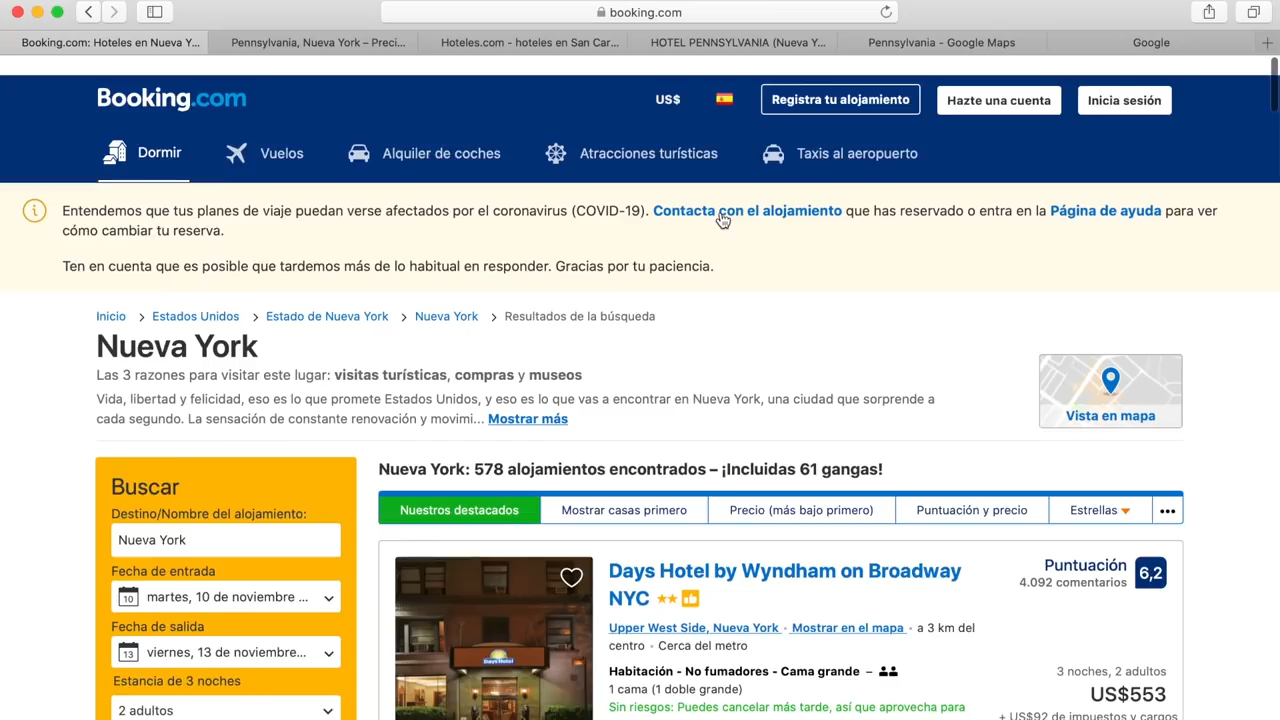 booking.com
Booking.com: Hoteles en Nueva Y...
Pennsylvania, Nueva York – Preci...
Hoteles.com - hoteles en San Car...
HOTEL PENNSYLVANIA (Nueva Y...
Pennsylvania - Google Maps
Google
Booking.com
US$
Registra tu alojamiento
Hazte una cuenta
Inicia sesión
Dormir
Vuelos
Alquiler de coches
Atracciones turísticas
Taxis al aeropuerto
Entendemos que tus planes de viaje puedan verse afectados por el coronavirus (COVID-19). Contacta con el alojamiento que has reservado o entra en la Página de ayuda para ver
cómo cambiar tu reserva.
Ten en cuenta que es posible que tardemos más de lo habitual en responder. Gracias por tu paciencia.
Inicio > Estados Unidos > Estado de Nueva York > Nueva York > Resultados de la búsqueda
Nueva York
Las 3 razones para visitar este lugar: visitas turísticas, compras y museos
Vida, libertad y felicidad, eso es lo que promete Estados Unidos, y eso es lo que vas a encontrar en Nueva York, una ciudad que sorprende a
cada segundo. La sensación de constante renovación y movimi... Mostrar más
Vista en mapa
Buscar
Destino/Nombre del alojamiento:
Nueva York
Fecha de entrada
10 martes, 10 de noviembre ...
Fecha de salida
13 viernes, 13 de noviembre...
Estancia de 3 noches
2 adultos
Nueva York: 578 alojamientos encontrados – ¡Incluidas 61 gangas!
Nuestros destacados
Mostrar casas primero
Precio (más bajo primero)
Puntuación y precio
Estrellas
•••
Days Hotel
Days Hotel by Wyndham on Broadway
NYC
Puntuación 6,2
4.092 comentarios
Upper West Side, Nueva York · Mostrar en el mapa · a 3 km del
centro · Cerca del metro
Habitación - No fumadores - Cama grande –
1 cama (1 doble grande)
Sin riesgos: Puedes cancelar más tarde, así que aprovecha para
3 noches, 2 adultos
US$553
+ US$92 de impuestos y cargos